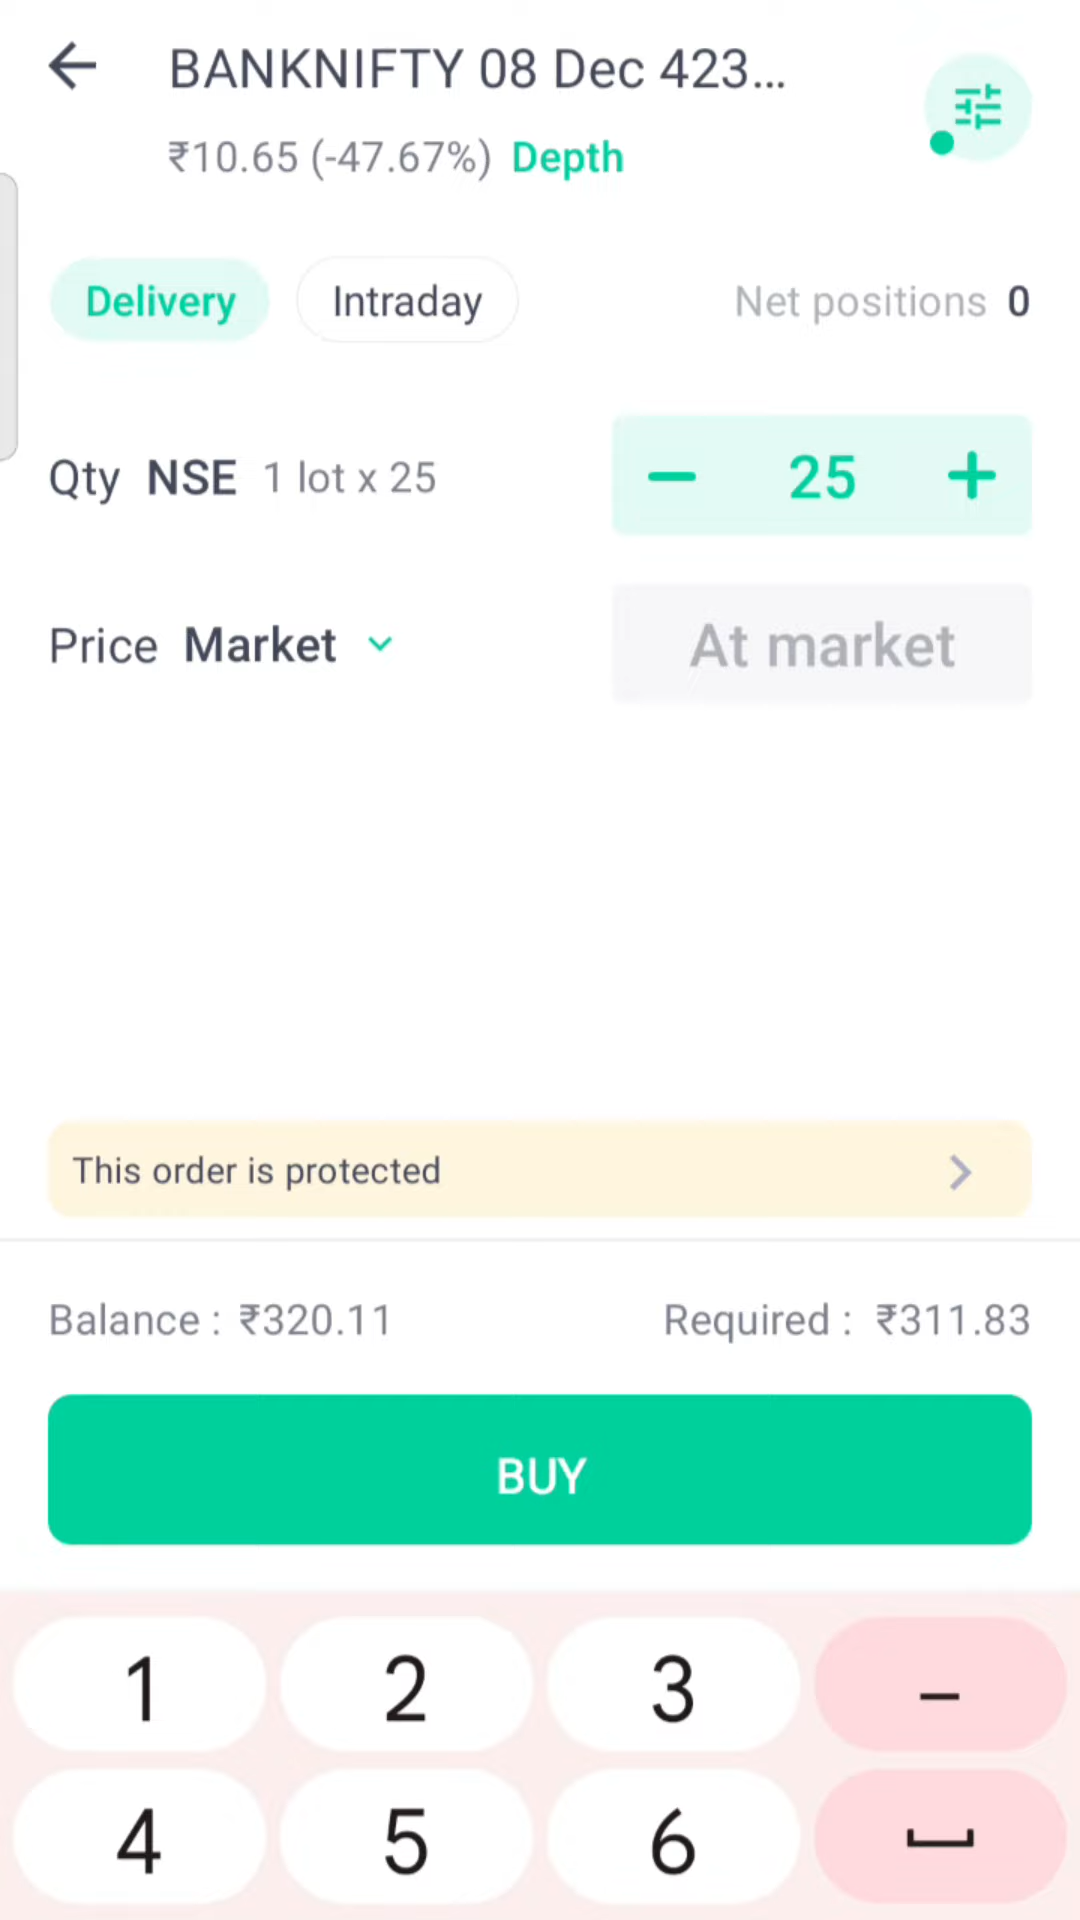 BANKNIFTY 08 Dec 423...
₹10.65 (-47.67%) Depth
Delivery Intraday Net positions 0
Qty NSE 1 lot x 25 − 25 +
Price Market At market
This order is protected
Balance : ₹320.11 Required : ₹311.83
BUY
1 2 3 –
4 5 6